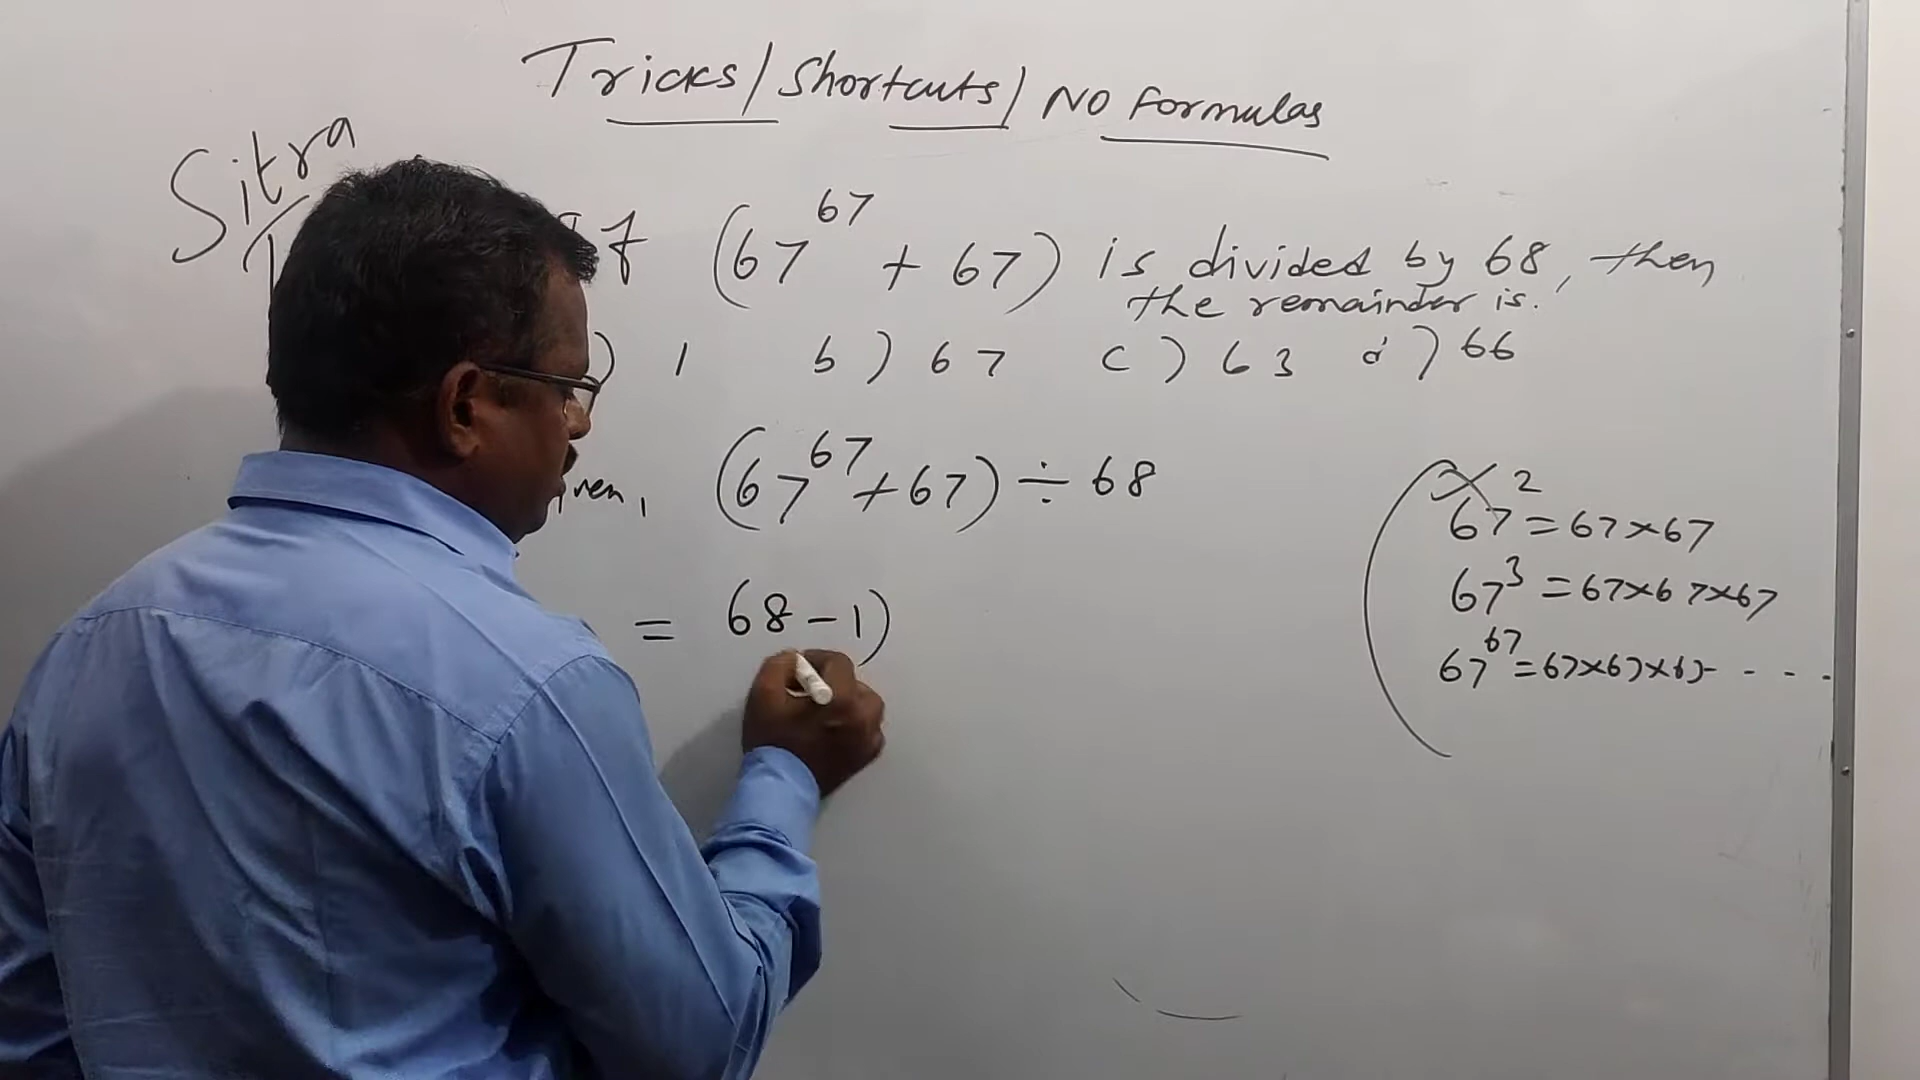 Tricks / Shortcuts / No Formulas
Sitra
(67^67 + 67) is divided by 68, then
the remainder is.
) 1 b) 67 c) 63 d) 66
(67^67 + 67) ÷ 68
= 68 - 1)
67^2 = 67×67
67^3 = 67×67×67
67^67 = 67×67×67 - - - .